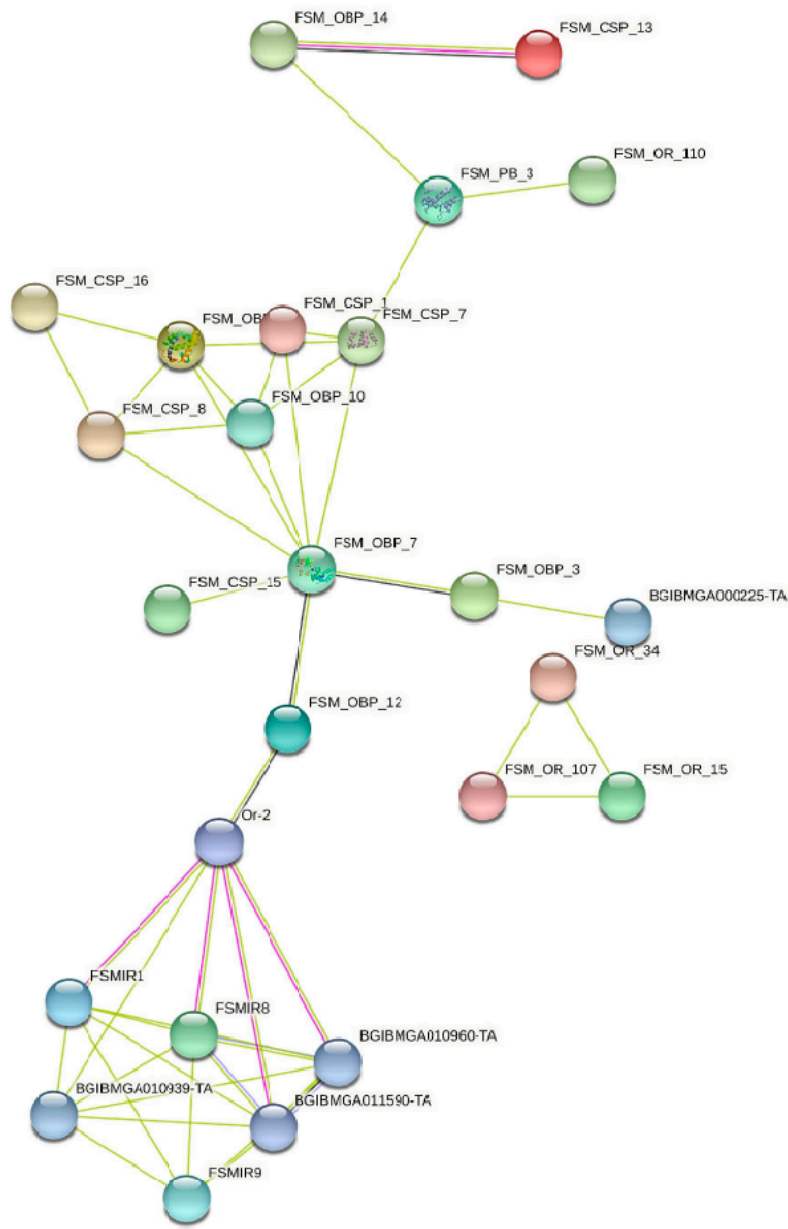 FSM_OBP_14
FSM_CSP_13
FSM_OR_110
FSM_PB_3
FSM_CSP_16
FSM_CSP_1
FSM_OB
FSM_CSP_7
FSM_OBP_10
FSM_CSP_8
FSM_OBP_7
FSM_CSP_15
FSM_OBP_3
BGIBMGA000225-TA
FSM_OR_34
FSM_OBP_12
FSM_OR_107
FSM_OR_15
Or-2
FSMIR1
FSMIR8
BGIBMGA010960-TA
BGIBMGA010939-TA
BGIBMGA011590-TA
FSMIR9